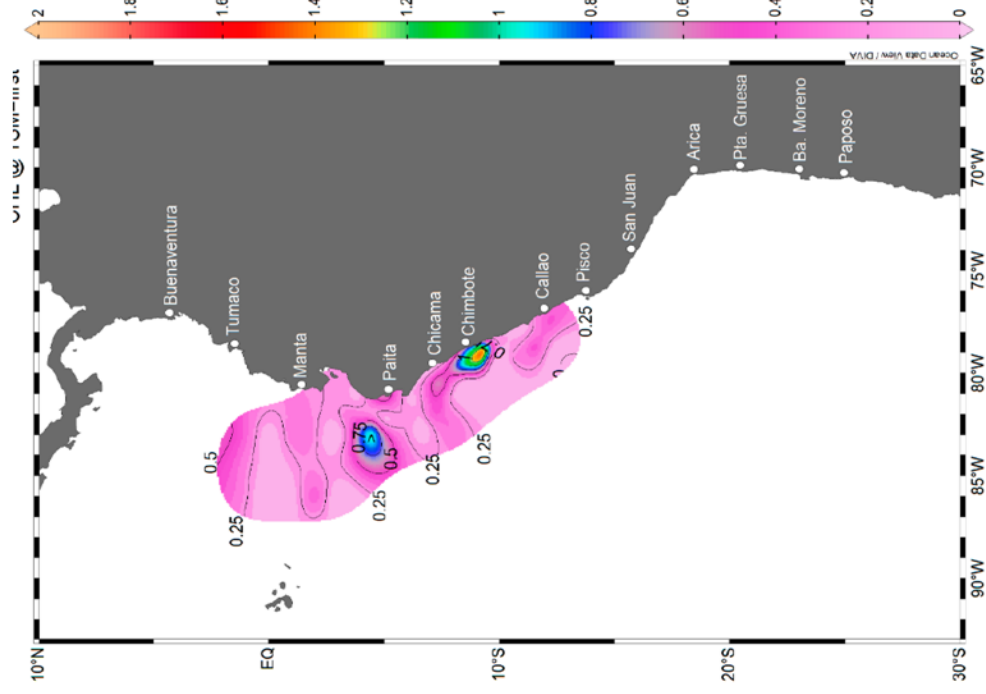 2
1.8
1.6
1.4
1.2
1
0.8
0.6
0.4
0.2
0
Ocean Data View / DIVA
Buenaventura
Tumaco
Manta
Paita
Chicama
Chimbote
Callao
Pisco
San Juan
Arica
Pta. Gruesa
Ba. Moreno
Paposo
0.5
0.25
0.75
0.5
0.25
0.25
0.25
0.25
65°W
70°W
75°W
80°W
85°W
90°W
10°N
EQ
10°S
20°S
30°S